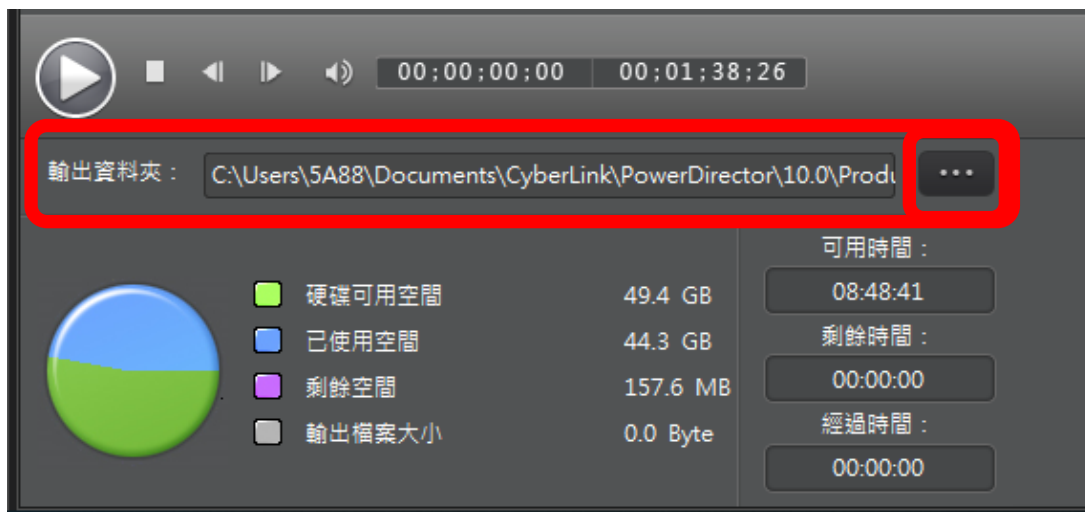 00;00;00;00 00;01;38;26
輸出資料夾： C:\Users\5A88\Documents\CyberLink\PowerDirector\10.0\Produ
可用時間：
硬碟可用空間 49.4 GB 08:48:41
已使用空間 44.3 GB 剩餘時間：
剩餘空間 157.6 MB 00:00:00
輸出檔案大小 0.0 Byte 經過時間：
00:00:00